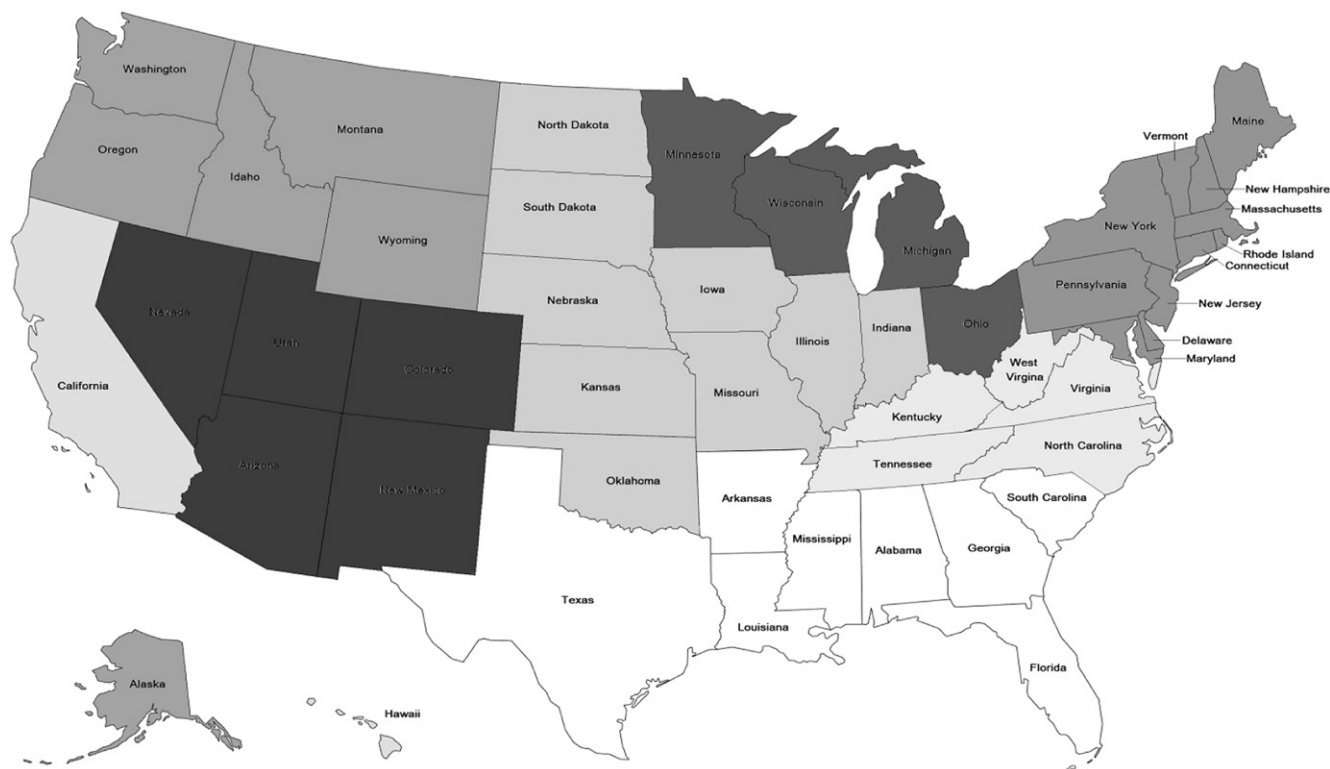 Washington
Oregon
Idaho
Montana
Wyoming
North Dakota
South Dakota
Nebraska
Kansas
Oklahoma
Minnesota
Wisconsin
Michigan
Iowa
Illinois
Indiana
Ohio
Missouri
Vermont
Maine
New Hampshire
Massachusetts
New York
Rhode Island
Connecticut
Pennsylvania
New Jersey
Delaware
Maryland
West
Virgina
Virginia
Kentucky
North Carolina
Tennessee
South Carolina
California
Nevada
Utah
Colorado
Arizona
New Mexico
Arkansas
Mississippi
Alabama
Georgia
Texas
Louisiana
Florida
Alaska
Hawaii